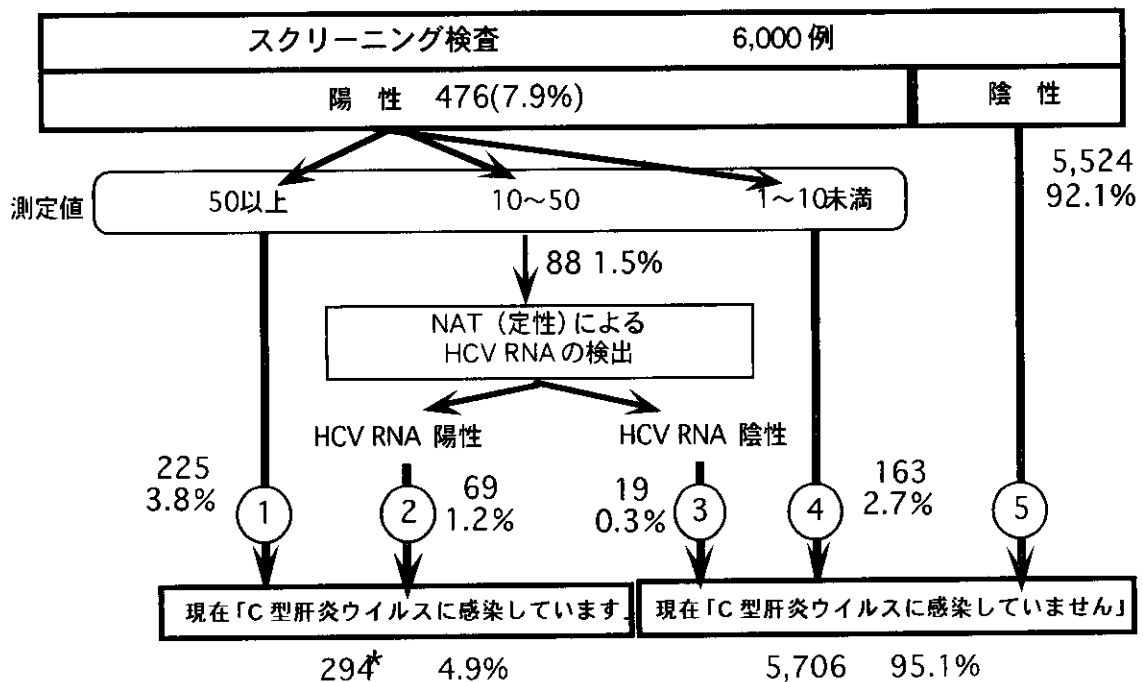 スクリーニング検査 6,000例
陽 性 476(7.9%) 陰 性
5,524
92.1%
測定値 50以上 10～50 1～10未満
88 1.5%
NAT（定性）による
HCV RNAの検出
HCV RNA 陽性 HCV RNA 陰性
225
3.8%
① ②
69
1.2%
19
0.3%
③ ④
163
2.7%
⑤
現在「C型肝炎ウイルスに感染しています」 現在「C型肝炎ウイルスに感染していません」
294* 4.9% 5,706 95.1%